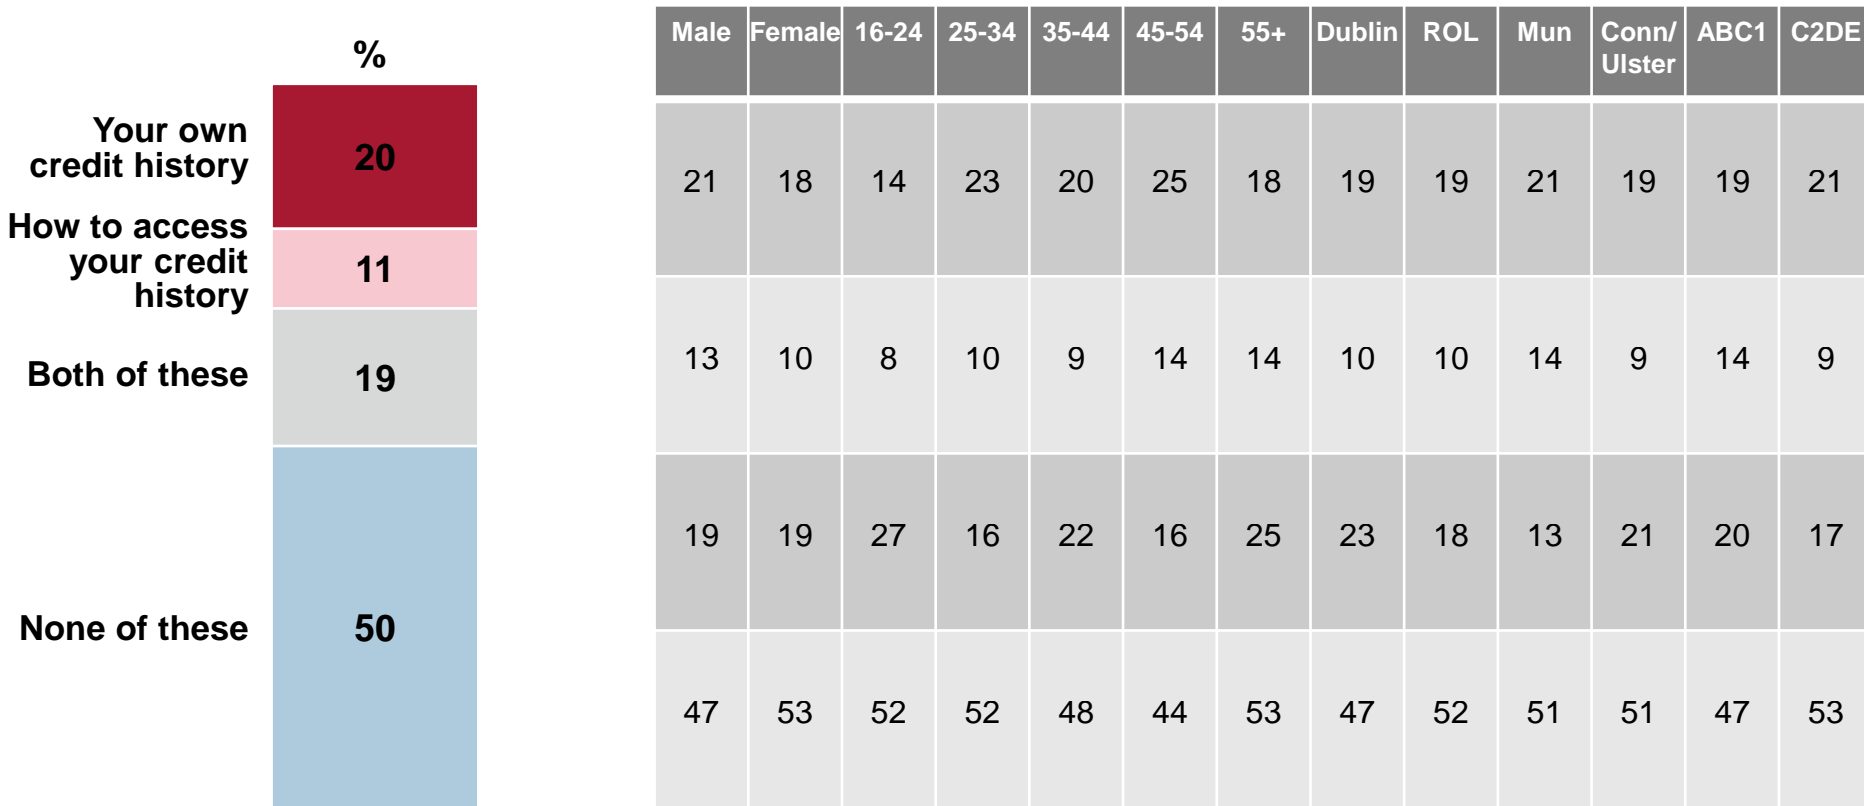 %
Your own
credit history
20
How to access
your credit
history
11
Both of these
19
None of these
50
Male Female 16-24 25-34 35-44 45-54 55+ Dublin ROL Mun Conn/ ABC1 C2DE
Ulster
21 18 14 23 20 25 18 19 19 21 19 19 21
13 10 8 10 9 14 14 10 10 14 9 14 9
19 19 27 16 22 16 25 23 18 13 21 20 17
47 53 52 52 48 44 53 47 52 51 51 47 53